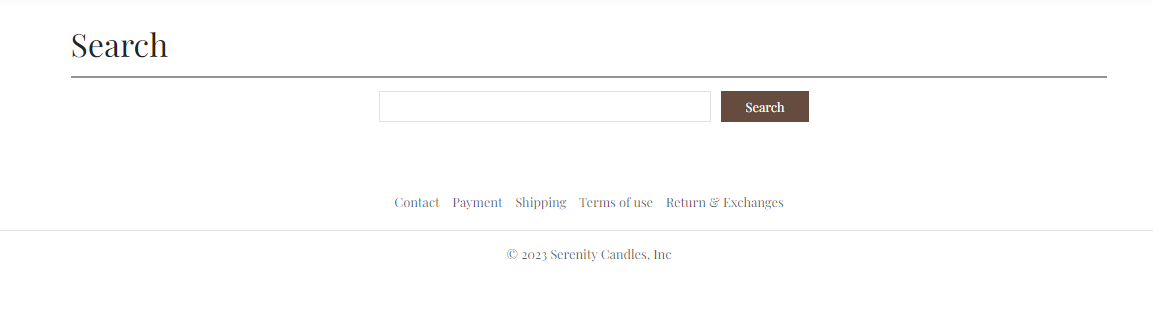 Search
Search
Contact Payment Shipping Terms of use Return & Exchanges
© 2023 Serenity Candles, Inc